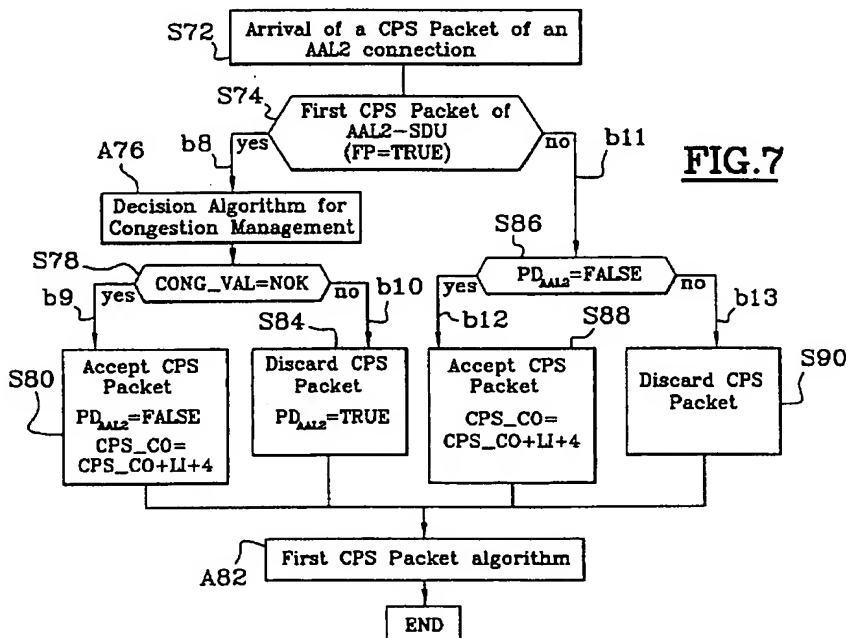 S72
Arrival of a CPS Packet of an
AAL2 connection
S74
First CPS Packet of
AAL2-SDU
(FP=TRUE)
b8
yes
no
b11
FIG.7
A76
Decision Algorithm for
Congestion Management
S78
CONG_VAL=NOK
b9
yes
no
b10
S86
PD_AAL2=FALSE
yes
b12
no
b13
S80
Accept CPS
Packet
PD_AAL2=FALSE
CPS_CO=
CPS_CO+LI+4
S84
Discard CPS
Packet
PD_AAL2=TRUE
S88
Accept CPS
Packet
CPS_CO=
CPS_CO+LI+4
S90
Discard CPS
Packet
A82
First CPS Packet algorithm
END